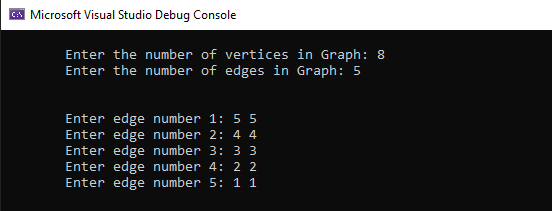 Microsoft Visual Studio Debug Console
Enter the number of vertices in Graph: 8
Enter the number of edges in Graph: 5
Enter edge number 1: 5 5
Enter edge number 2: 4 4
Enter edge number 3: 3 3
Enter edge number 4: 2 2
Enter edge number 5: 1 1